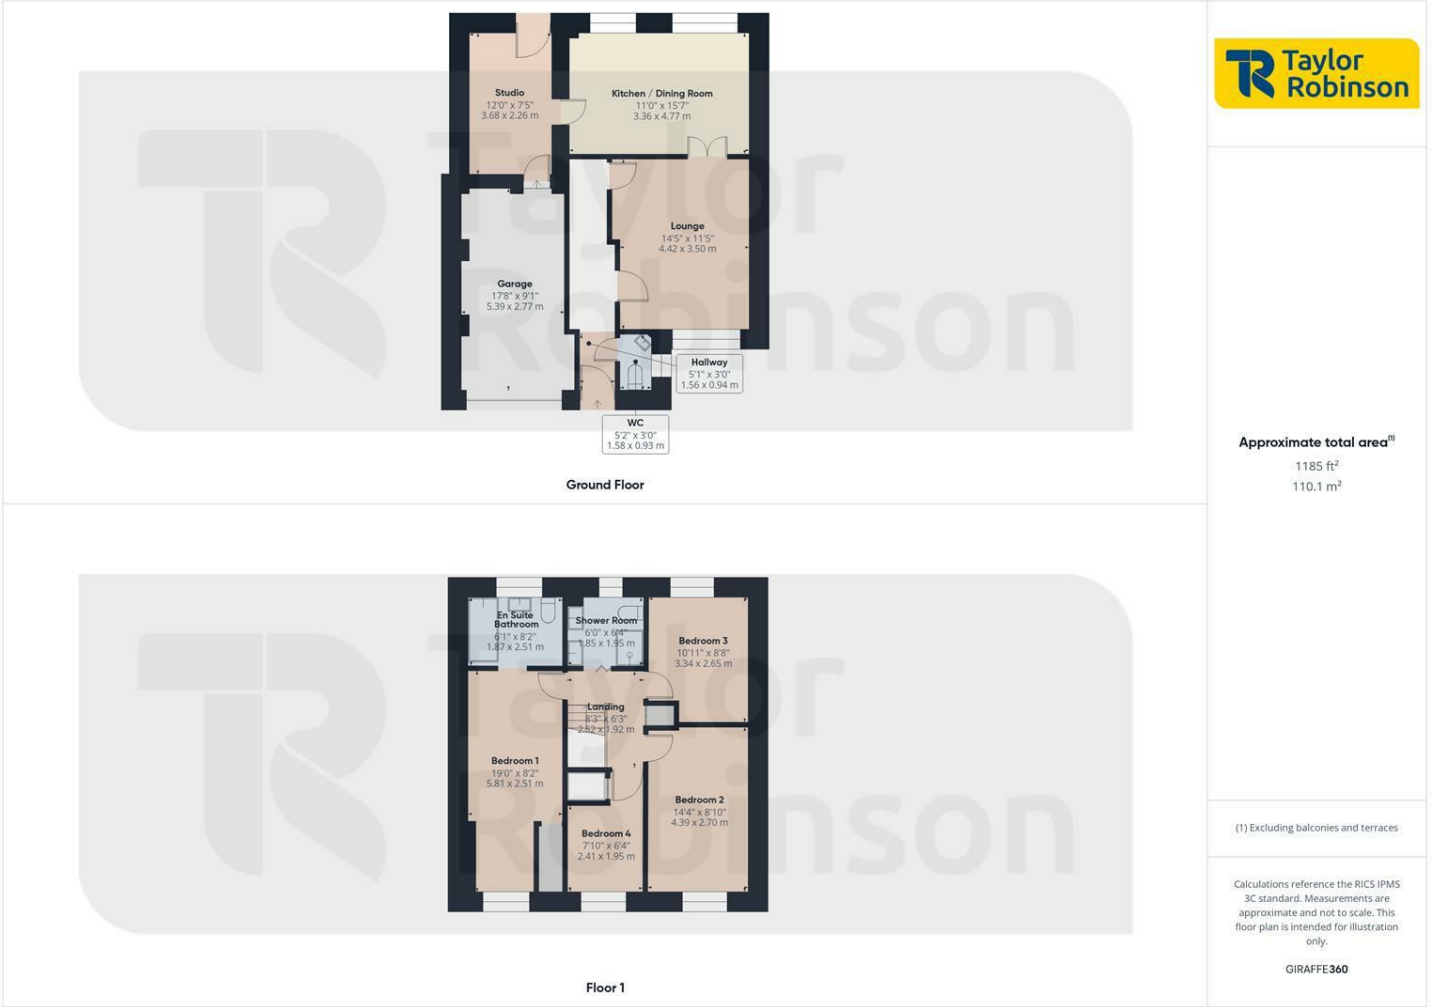 Studio
12'0" x 7'5"
3.68 x 2.26 m
Kitchen / Dining Room
11'0" x 15'7"
3.36 x 4.77 m
Lounge
14'5" x 11'5"
4.42 x 3.50 m
Garage
17'8" x 9'1"
5.39 x 2.77 m
Hallway
5'1" x 3'0"
1.56 x 0.94 m
WC
5'2" x 3'0"
1.58 x 0.93 m
Ground Floor
Taylor
Robinson
En Suite
Bathroom
6'1" x 8'2"
1.87 x 2.51 m
Shower Room
6'0" x 6'4"
1.85 x 1.95 m
Bedroom 3
10'11" x 8'8"
3.34 x 2.65 m
Landing
8'3" x 6'3"
2.52 x 1.92 m
Bedroom 1
19'0" x 8'2"
5.81 x 2.51 m
Bedroom 2
14'4" x 8'10"
4.39 x 2.70 m
Bedroom 4
7'10" x 6'4"
2.41 x 1.95 m
Floor 1
Taylor
Robinson
Taylor
Robinson
Approximate total area(1)
1185 ft²
110.1 m²
(1) Excluding balconies and terraces
Calculations reference the RICS IPMS
3C standard. Measurements are
approximate and not to scale. This
floor plan is intended for illustration
only.
GIRAFFE360